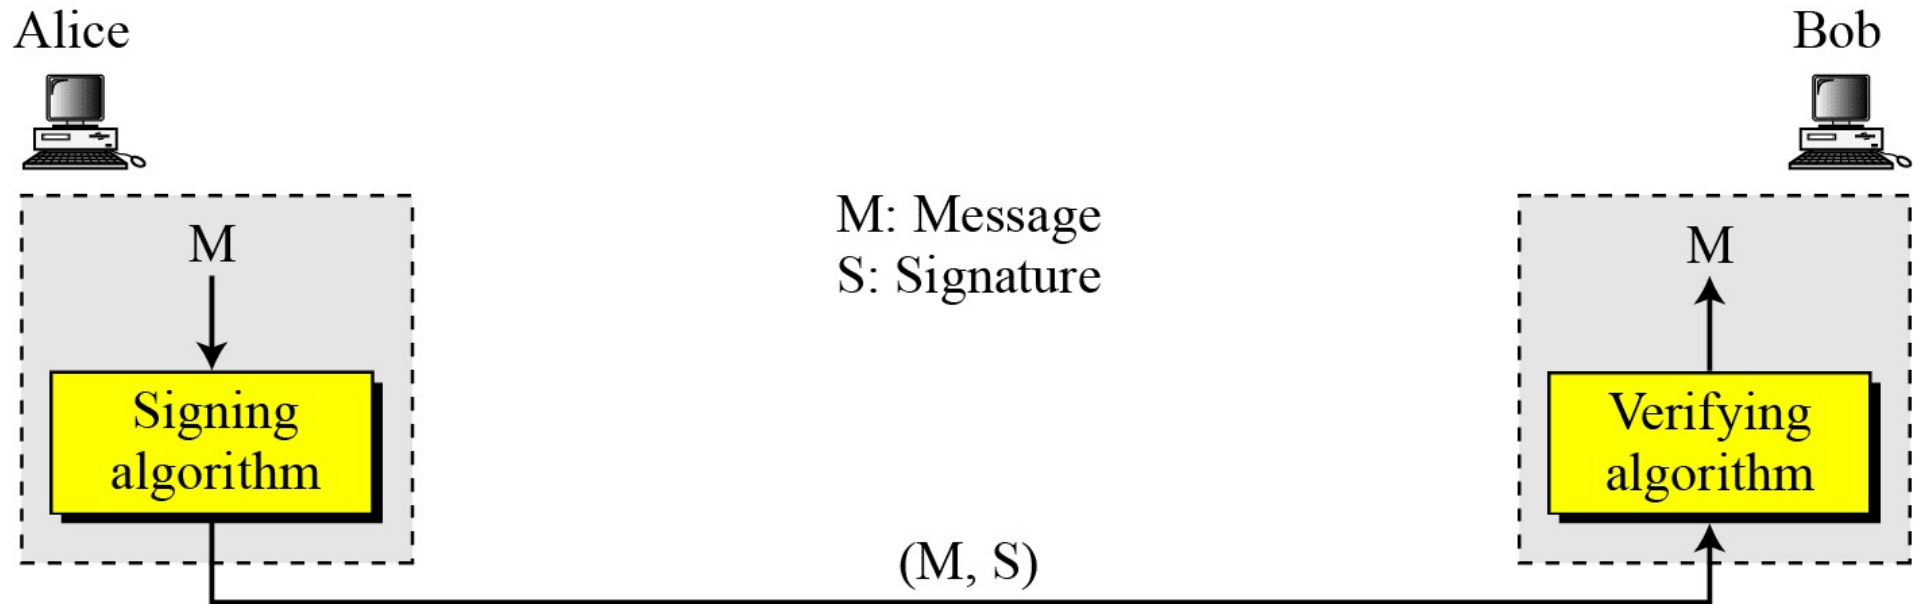 Alice
Bob
M: Message
S: Signature
M
M
Signing
algorithm
Verifying
algorithm
(M, S)